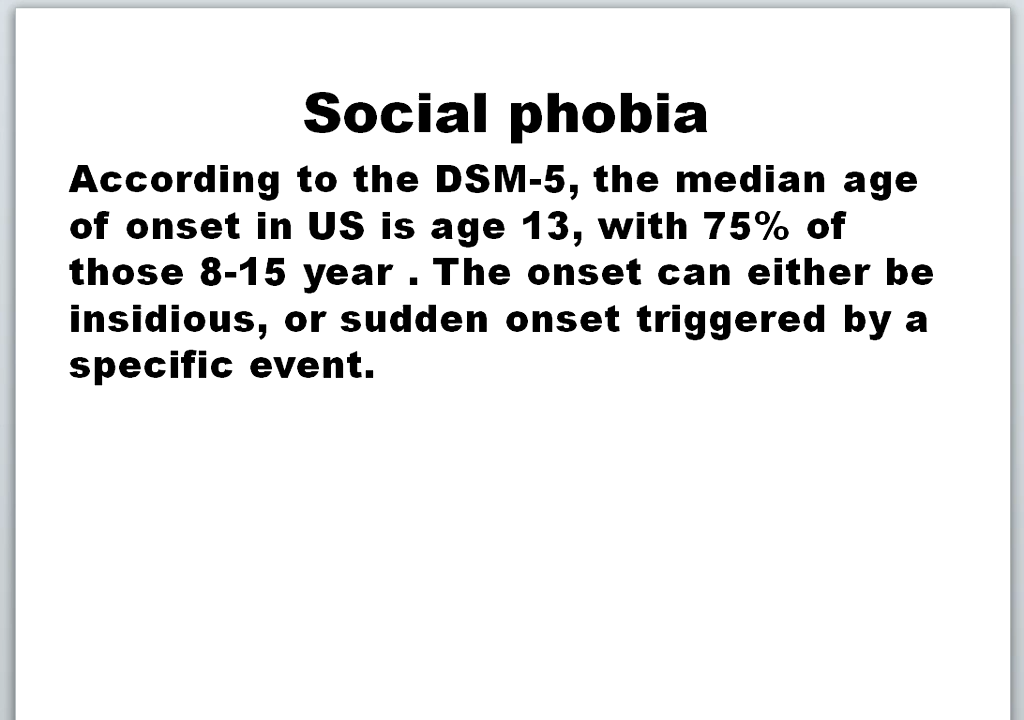 Social phobia
According to the DSM-5, the median age
of onset in US is age 13, with 75% of
those 8-15 year . The onset can either be
insidious, or sudden onset triggered by a
specific event.